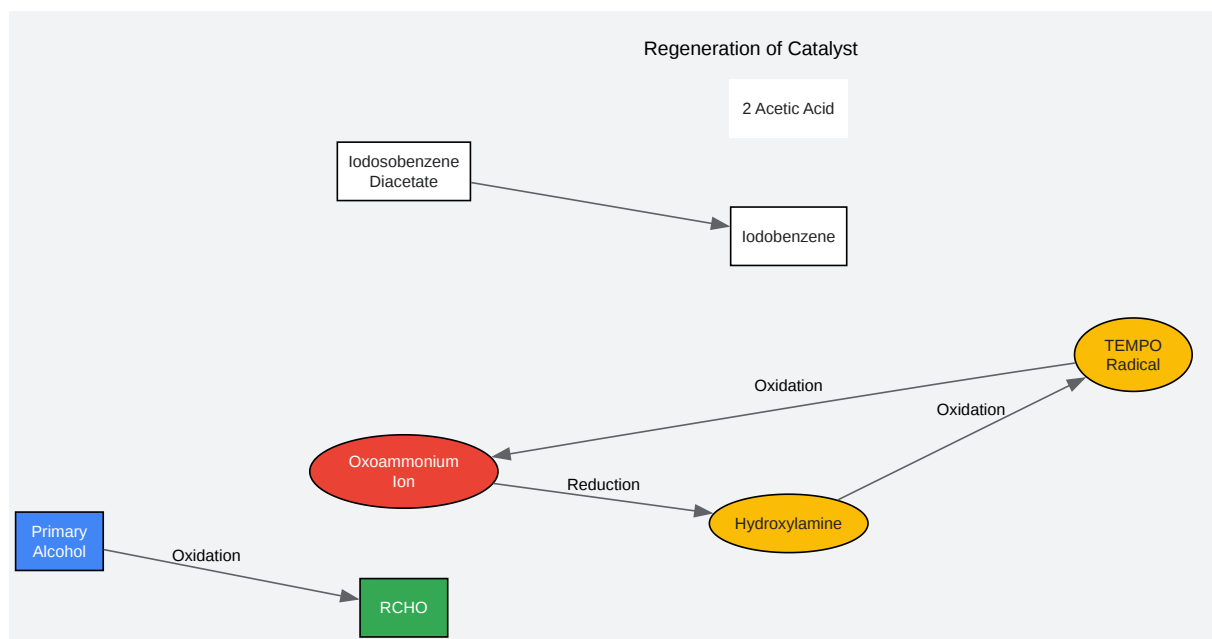 Regeneration of Catalyst
2 Acetic Acid
Iodosobenzene
Diacetate
Iodobenzene
TEMPO
Radical
Oxidation
Oxidation
Oxoammonium
Ion
Reduction
Hydroxylamine
Primary
Alcohol
Oxidation
RCHO